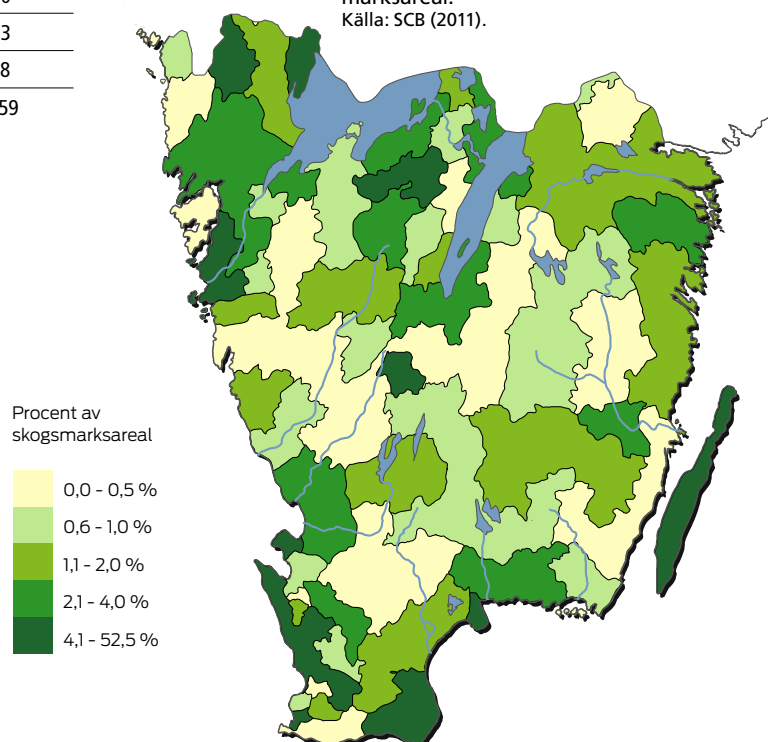 3
8
59
marksareal.
Källa: SCB (2011).
Procent av
skogsmarksareal
0,0 - 0,5 %
0,6 - 1,0 %
1,1 - 2,0 %
2,1 - 4,0 %
4,1 - 52,5 %